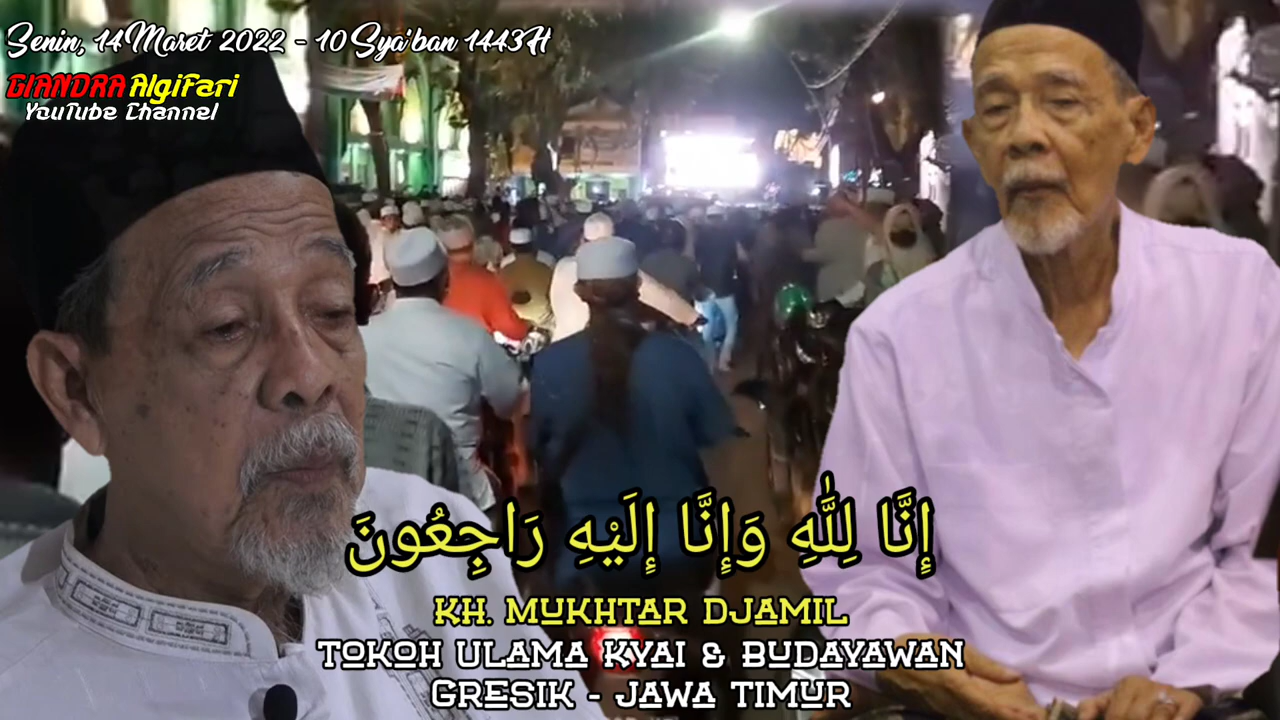 Senin, 14 Maret 2022 - 10 Sya'ban 1443H
GIANDRA Algifari
YouTube Channel
إِنَّا لِلَّٰهِ وَإِنَّا إِلَيْهِ رَاجِعُونَ
KH. MUKHTAR DJAMIL
TOKOH ULAMA KYAI & BUDAYAWAN
GRESIK - JAWA TIMUR